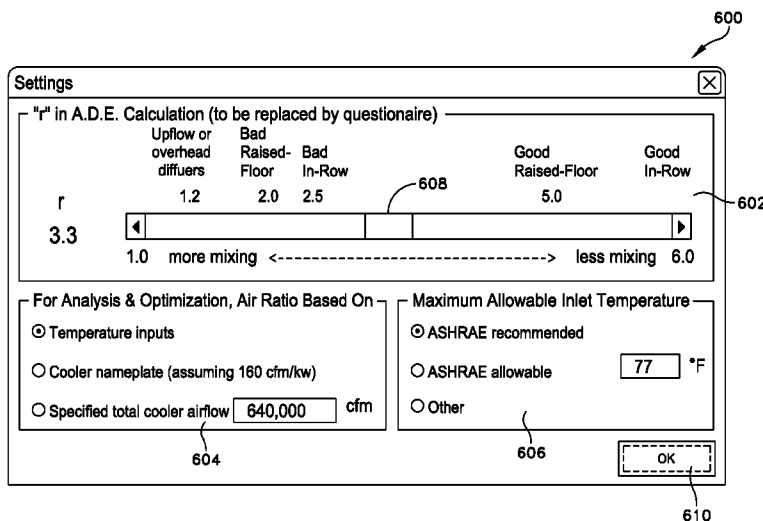 600
Settings
"r" in A.D.E. Calculation (to be replaced by questionaire)
Upflow or overhead diffuers 1.2
Bad Raised-Floor 2.0
Bad In-Row 2.5
608
Good Raised-Floor 5.0
Good In-Row
602
r
3.3
1.0 more mixing <----------------------------> less mixing 6.0
For Analysis & Optimization, Air Ratio Based On
Temperature inputs
Cooler nameplate (assuming 160 cfm/kw)
Specified total cooler airflow 640,000 cfm
604
Maximum Allowable Inlet Temperature
ASHRAE recommended
ASHRAE allowable 77 °F
Other
606
OK
610